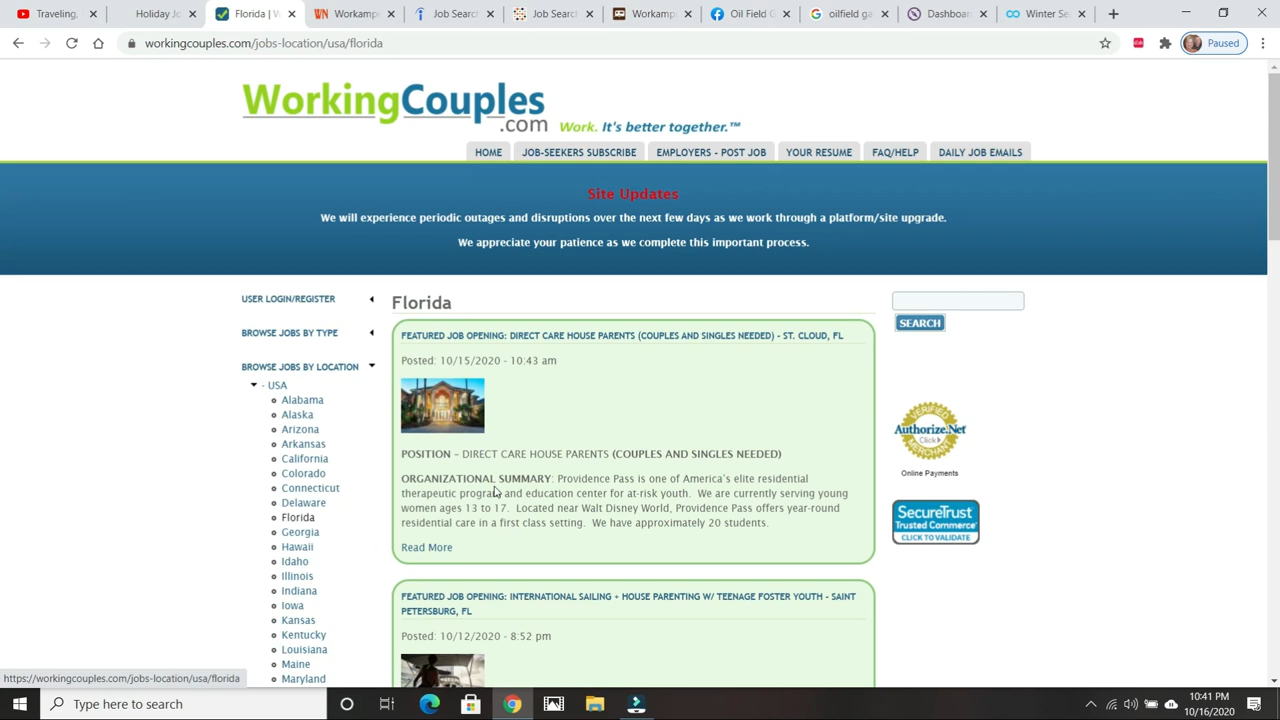 Traveling,
Holiday Jo
Florida | W
Workampe
Job Search
Job Search
Workampi
Oil Field G
oilfield ga
Dashboar
Winter Sea
workingcouples.com/jobs-location/usa/florida
Paused
WorkingCouples
.com
Work. It's better together.™
HOME
JOB-SEEKERS SUBSCRIBE
EMPLOYERS - POST JOB
YOUR RESUME
FAQ/HELP
DAILY JOB EMAILS
Site Updates
We will experience periodic outages and disruptions over the next few days as we work through a platform/site upgrade.
We appreciate your patience as we complete this important process.
USER LOGIN/REGISTER
BROWSE JOBS BY TYPE
BROWSE JOBS BY LOCATION
- USA
Alabama
Alaska
Arizona
Arkansas
California
Colorado
Connecticut
Delaware
Florida
Georgia
Hawaii
Idaho
Illinois
Indiana
Iowa
Kansas
Kentucky
Louisiana
Maine
Maryland
Florida
FEATURED JOB OPENING: DIRECT CARE HOUSE PARENTS (COUPLES AND SINGLES NEEDED) - ST. CLOUD, FL
Posted: 10/15/2020 - 10:43 am
POSITION – DIRECT CARE HOUSE PARENTS (COUPLES AND SINGLES NEEDED)
ORGANIZATIONAL SUMMARY: Providence Pass is one of America's elite residential
therapeutic program and education center for at-risk youth. We are currently serving young
women ages 13 to 17. Located near Walt Disney World, Providence Pass offers year-round
residential care in a first class setting. We have approximately 20 students.
Read More
FEATURED JOB OPENING: INTERNATIONAL SAILING + HOUSE PARENTING W/ TEENAGE FOSTER YOUTH - SAINT
PETERSBURG, FL
Posted: 10/12/2020 - 8:52 pm
SEARCH
VERIFIED
Authorize.Net
Click
MERCHANT
Online Payments
SecureTrust
Trusted Commerce
CLICK TO VALIDATE
https://workingcouples.com/jobs-location/usa/florida
Type here to search
10:41 PM
10/16/2020